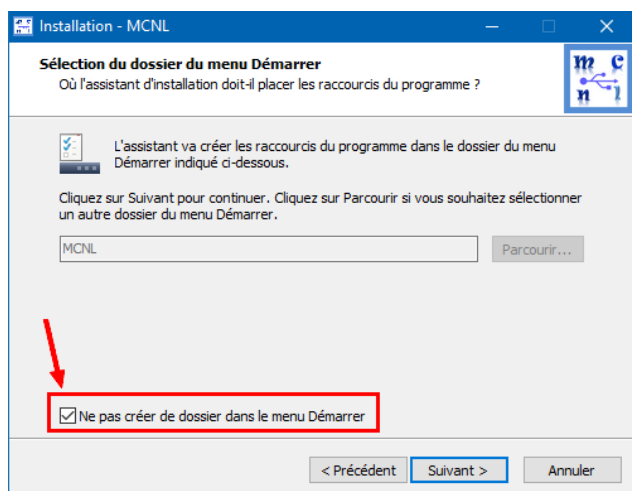 Installation - MCNL
Sélection du dossier du menu Démarrer
Où l'assistant d'installation doit-il placer les raccourcis du programme ?
m c
n l
L'assistant va créer les raccourcis du programme dans le dossier du menu
Démarrer indiqué ci-dessous.
Cliquez sur Suivant pour continuer. Cliquez sur Parcourir si vous souhaitez sélectionner
un autre dossier du menu Démarrer.
MCNL
Parcourir...
Ne pas créer de dossier dans le menu Démarrer
< Précédent Suivant > Annuler